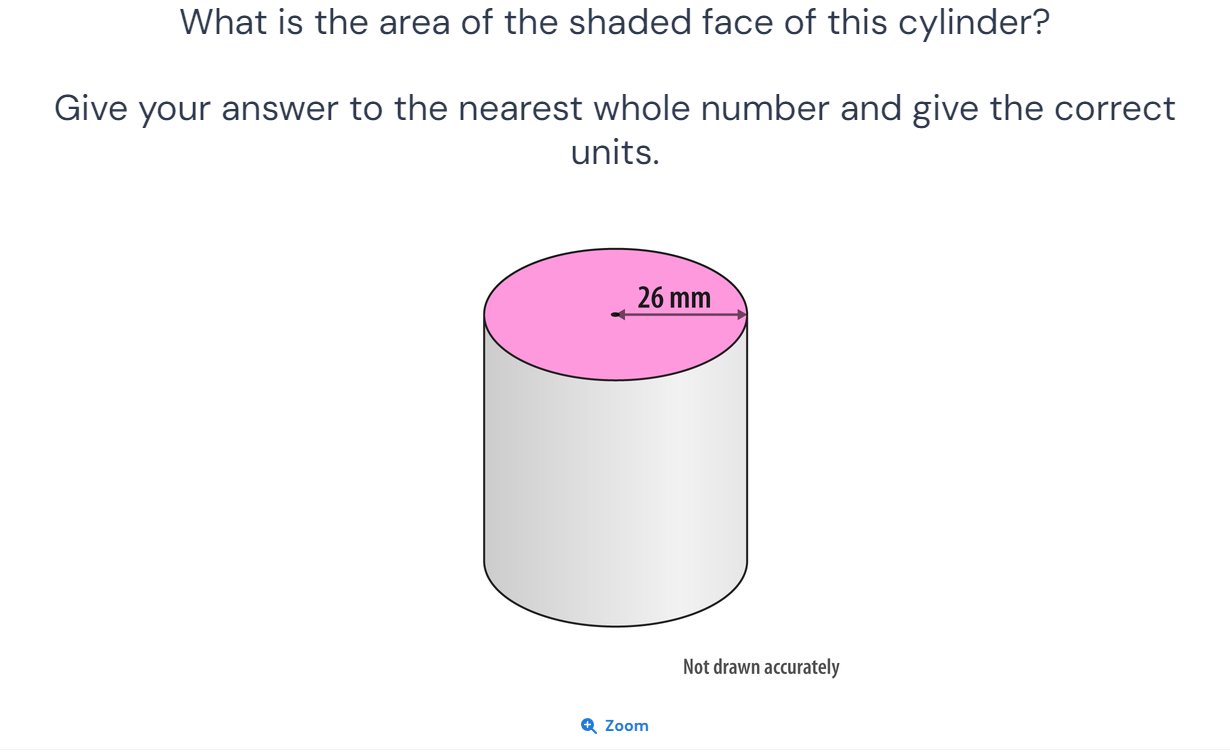 What is the area of the shaded face of this cylinder?
Give your answer to the nearest whole number and give the correct
units.
26 mm
Not drawn accurately
Zoom